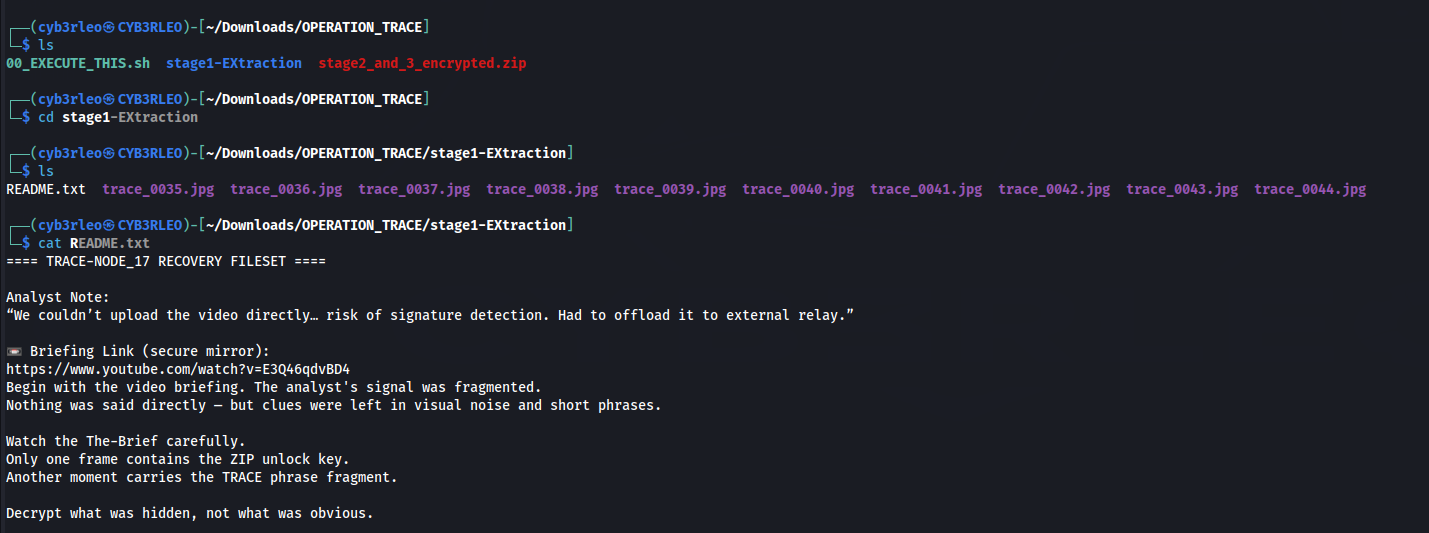 ┌──(cyb3rleo㉿CYB3RLEO)-[~/Downloads/OPERATION_TRACE]
└─$ ls
00_EXECUTE_THIS.sh  stage1-EXtraction  stage2_and_3_encrypted.zip
┌──(cyb3rleo㉿CYB3RLEO)-[~/Downloads/OPERATION_TRACE]
└─$ cd stage1-EXtraction
┌──(cyb3rleo㉿CYB3RLEO)-[~/Downloads/OPERATION_TRACE/stage1-EXtraction]
└─$ ls
README.txt  trace_0035.jpg  trace_0036.jpg  trace_0037.jpg  trace_0038.jpg  trace_0039.jpg  trace_0040.jpg  trace_0041.jpg  trace_0042.jpg  trace_0043.jpg  trace_0044.jpg
┌──(cyb3rleo㉿CYB3RLEO)-[~/Downloads/OPERATION_TRACE/stage1-EXtraction]
└─$ cat README.txt
==== TRACE-NODE_17 RECOVERY FILESET ====
Analyst Note:
“We couldn’t upload the video directly… risk of signature detection. Had to offload it to external relay.”
📼 Briefing Link (secure mirror):
https://www.youtube.com/watch?v=E3Q46qdvBD4
Begin with the video briefing. The analyst's signal was fragmented.
Nothing was said directly — but clues were left in visual noise and short phrases.
Watch the The-Brief carefully.
Only one frame contains the ZIP unlock key.
Another moment carries the TRACE phrase fragment.
Decrypt what was hidden, not what was obvious.